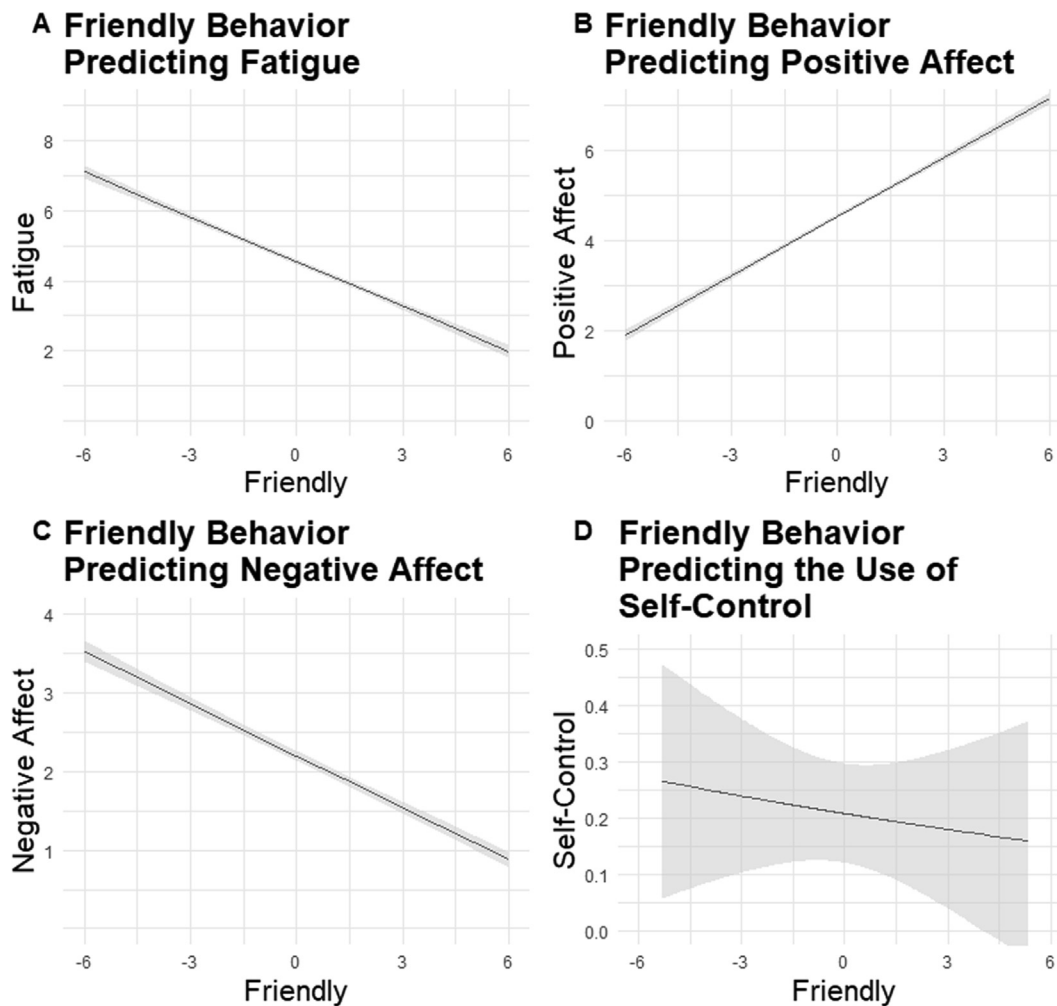 A Friendly Behavior
Predicting Fatigue
Fatigue
8
6
4
2
-6 -3 0 3 6
Friendly
B Friendly Behavior
Predicting Positive Affect
Positive Affect
6
4
2
0
-6 -3 0 3 6
Friendly
C Friendly Behavior
Predicting Negative Affect
Negative Affect
4
3
2
1
-6 -3 0 3 6
Friendly
D Friendly Behavior
Predicting the Use of
Self-Control
Self-Control
0.5
0.4
0.3
0.2
0.1
0.0
-6 -3 0 3 6
Friendly